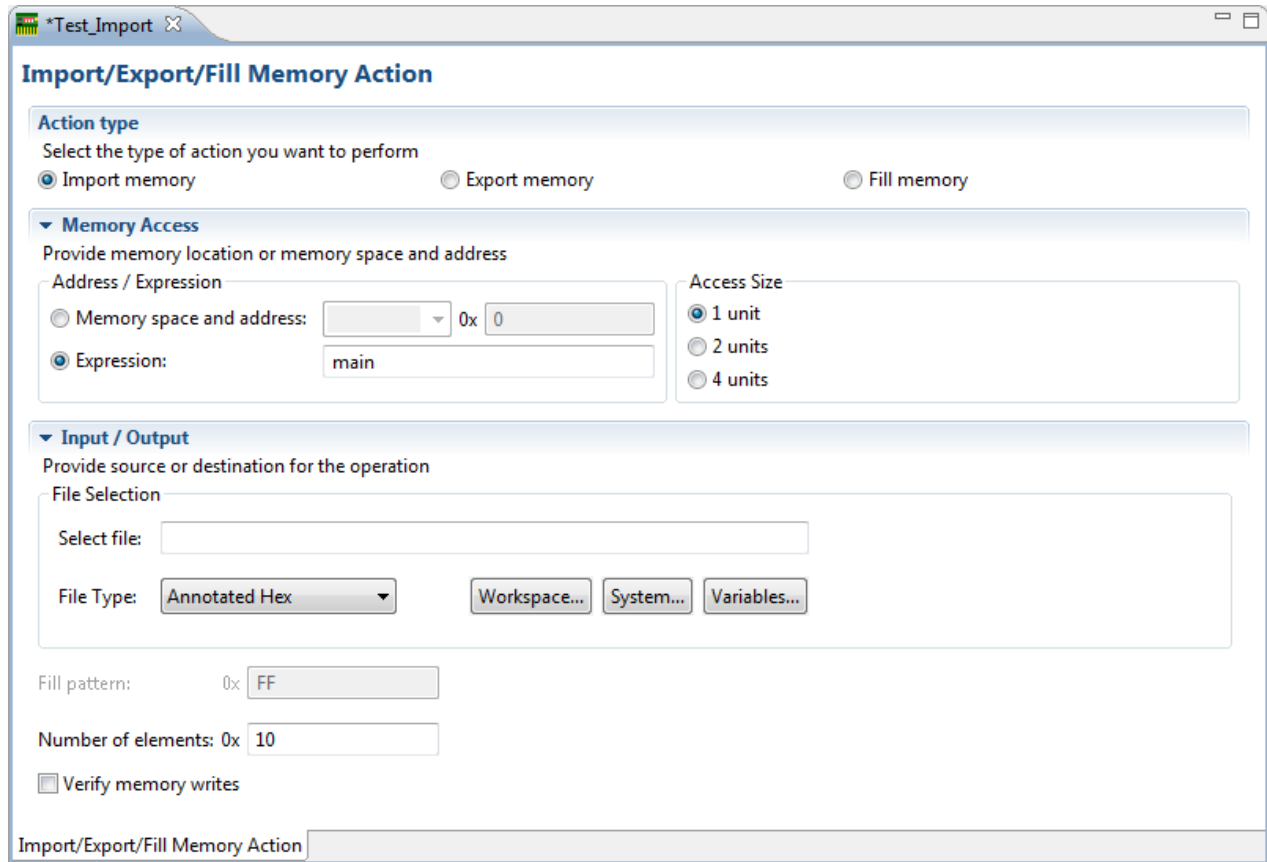 *Test_Import
Import/Export/Fill Memory Action
Action type
Select the type of action you want to perform
Import memory Export memory Fill memory
Memory Access
Provide memory location or memory space and address
Address / Expression Access Size
Memory space and address: 0x 0 1 unit
2 units
Expression: main
4 units
Input / Output
Provide source or destination for the operation
File Selection
Select file:
File Type: Annotated Hex Workspace... System... Variables...
Fill pattern: 0x FF
Number of elements: 0x 10
Verify memory writes
Import/Export/Fill Memory Action